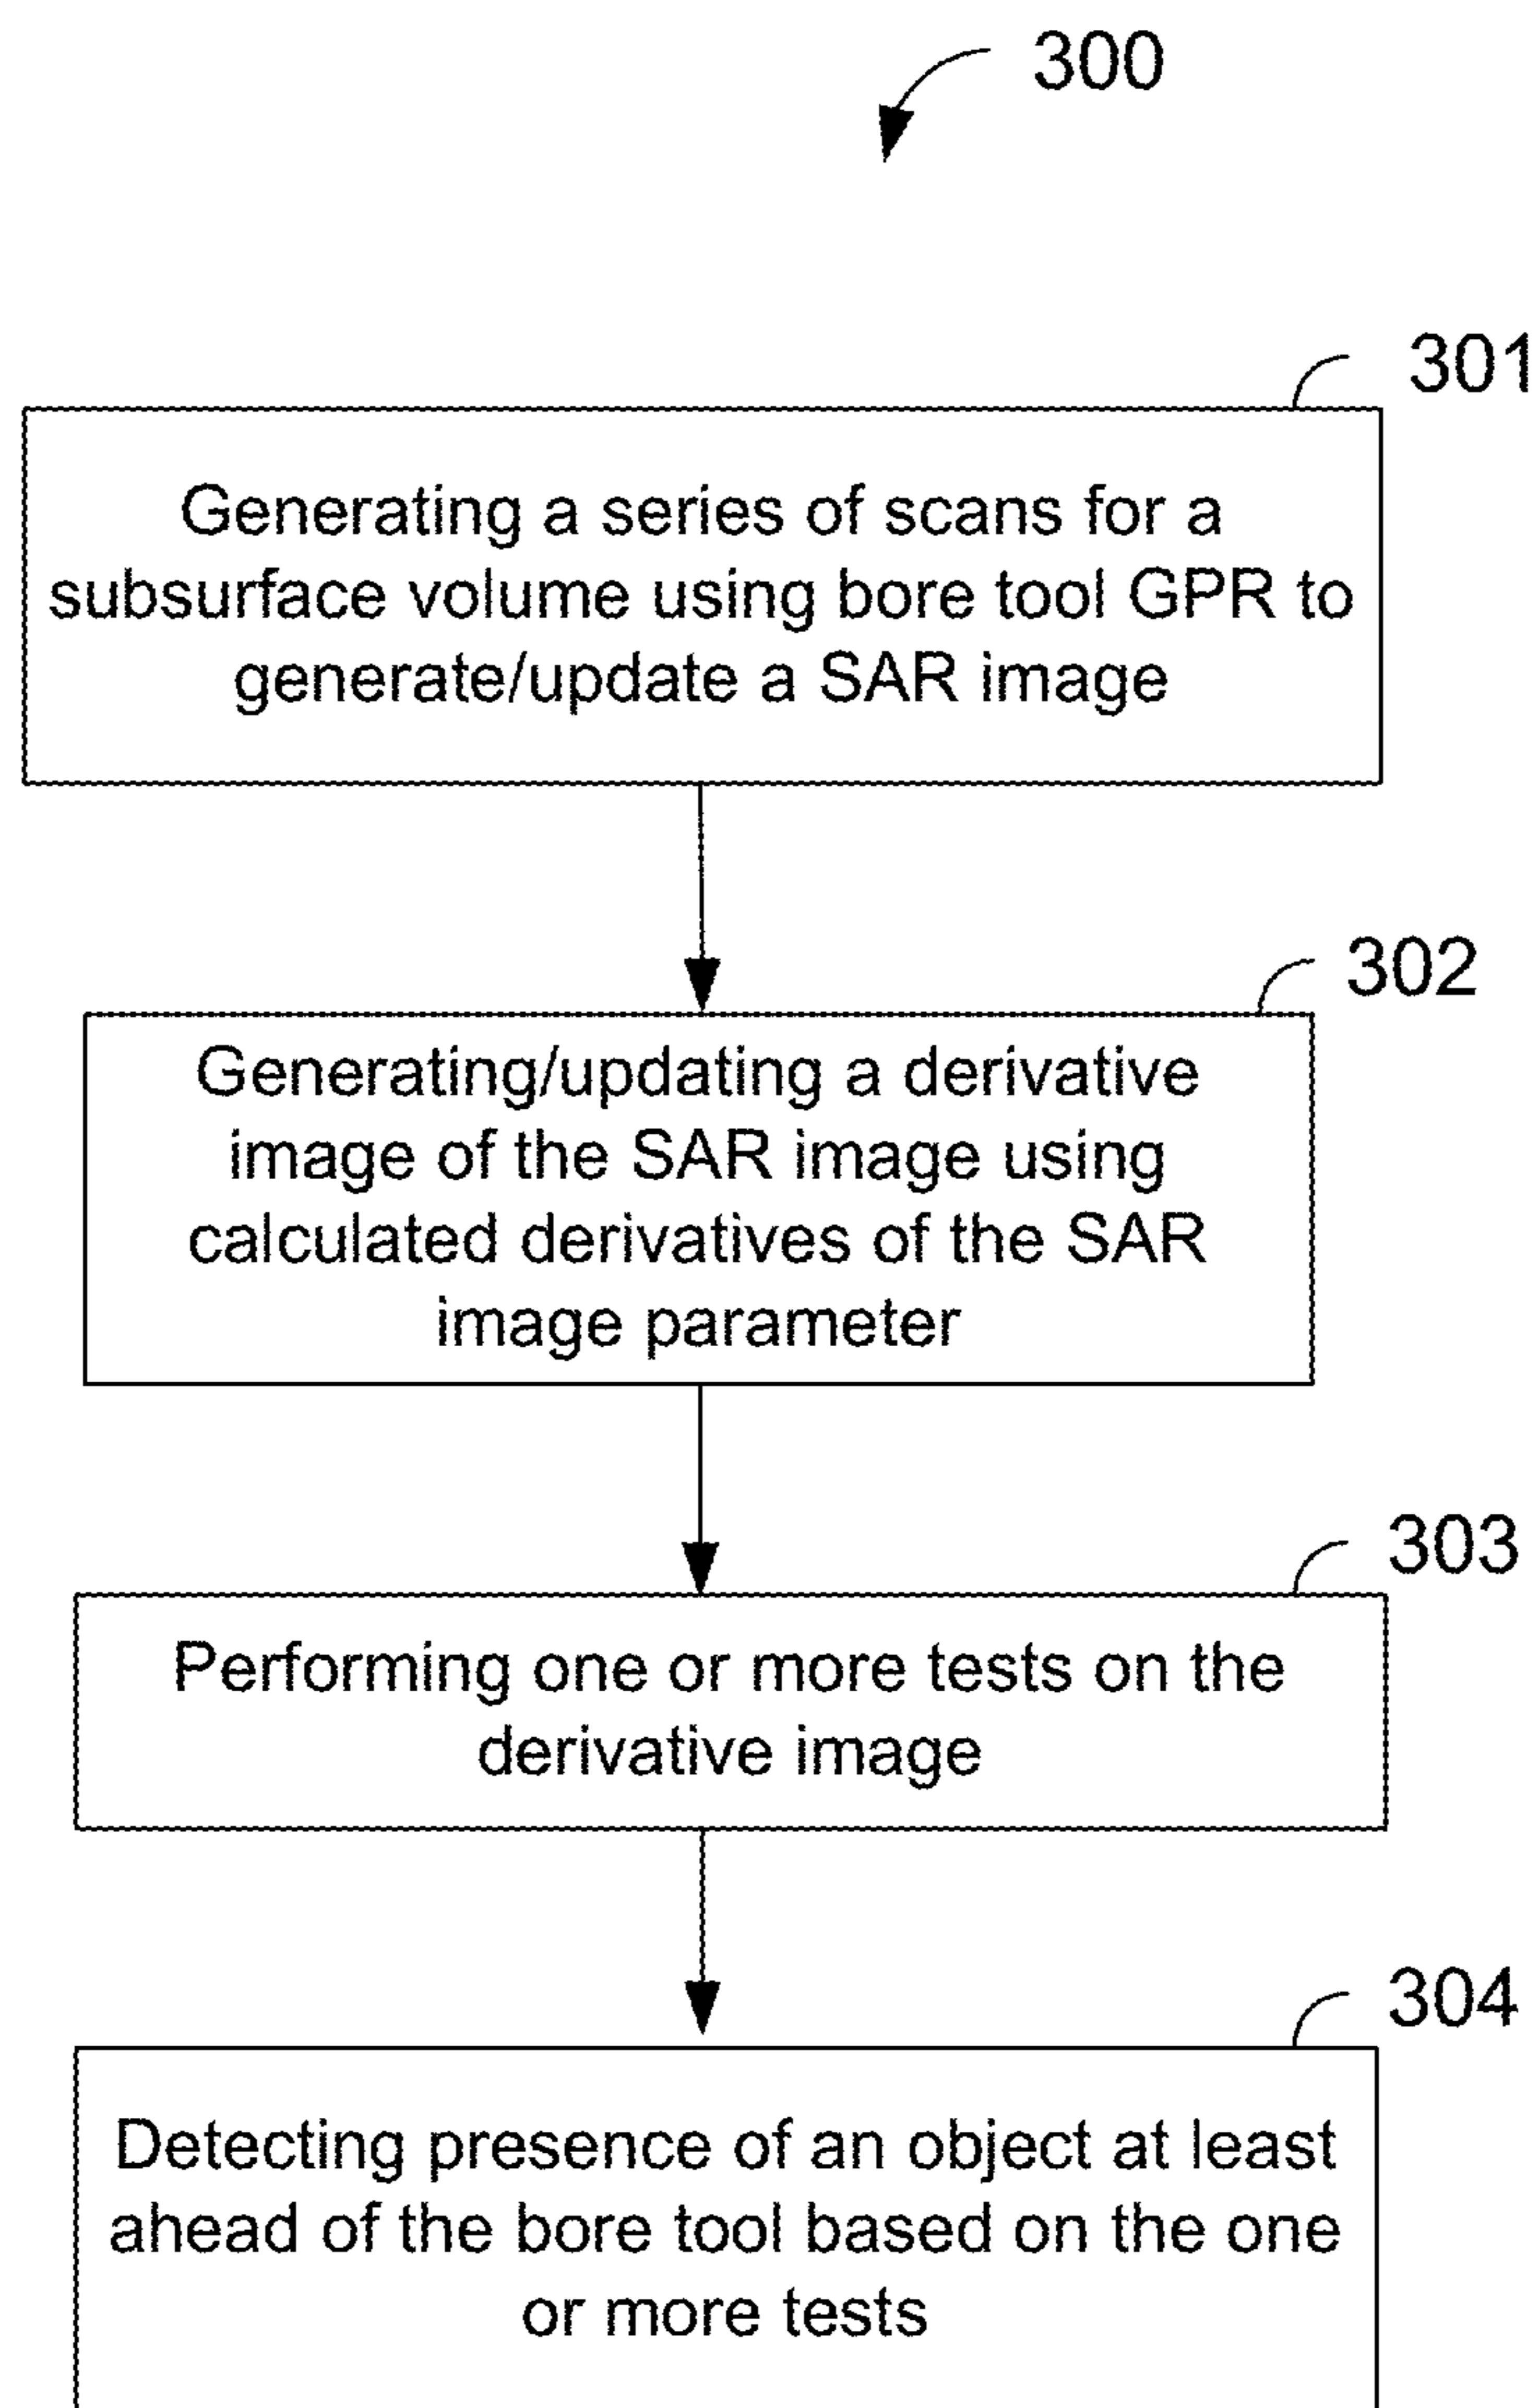 300
301
Generating a series of scans for a
subsurface volume using bore tool GPR to
generate/update a SAR image
302
Generating/updating a derivative
image of the SAR image using
calculated derivatives of the SAR
image parameter
303
Performing one or more tests on the
derivative image
304
Detecting presence of an object at least
ahead of the bore tool based on the one
or more tests